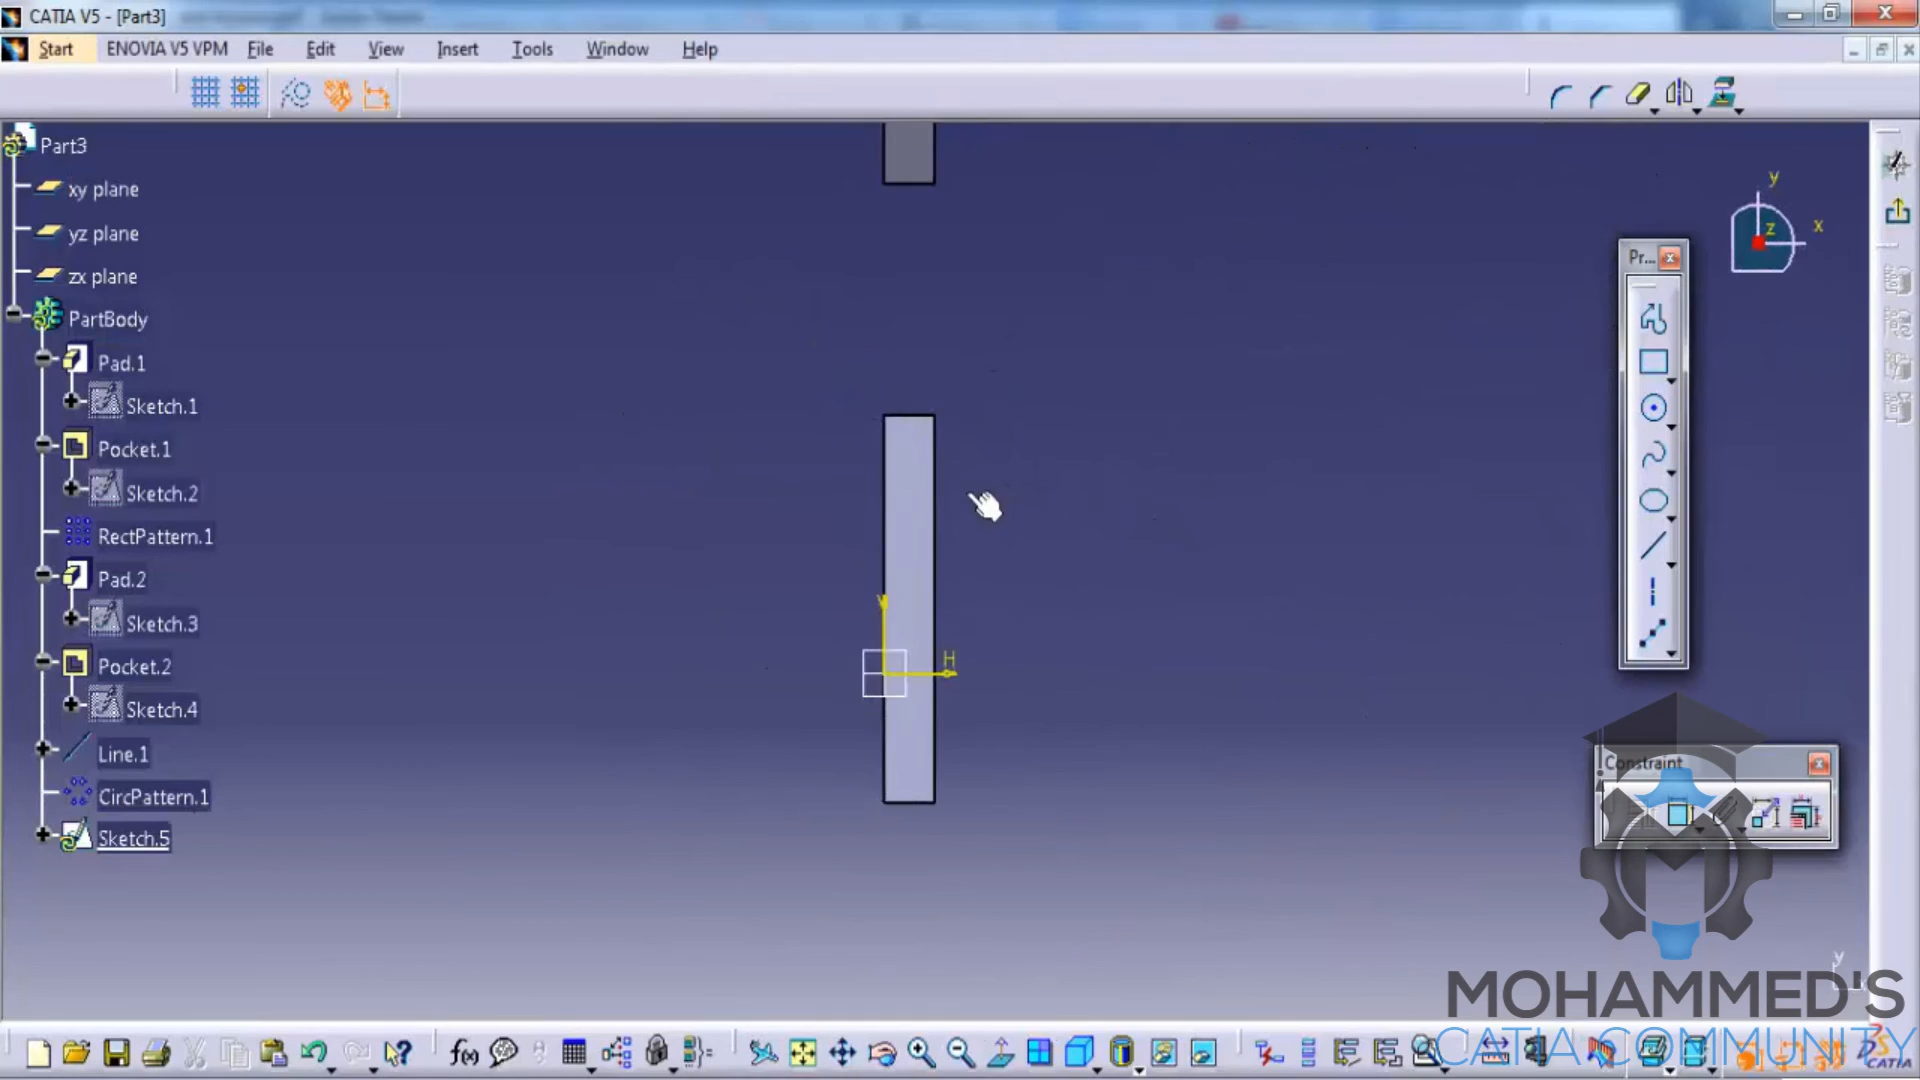 CATIA V5 - [Part3]
Start ENOVIA V5 VPM File Edit View Insert Tools Window Help
Part3
xy plane
yz plane
zx plane
PartBody
Pad.1
Sketch.1
Pocket.1
Sketch.2
RectPattern.1
Pad.2
Sketch.3
Pocket.2
Sketch.4
Line.1
CircPattern.1
Sketch.5
V
H
y
x
z
Pr...
Constraint
y
MOHAMMED'S
CATIA COMMUNITY
f(x)
CATIA